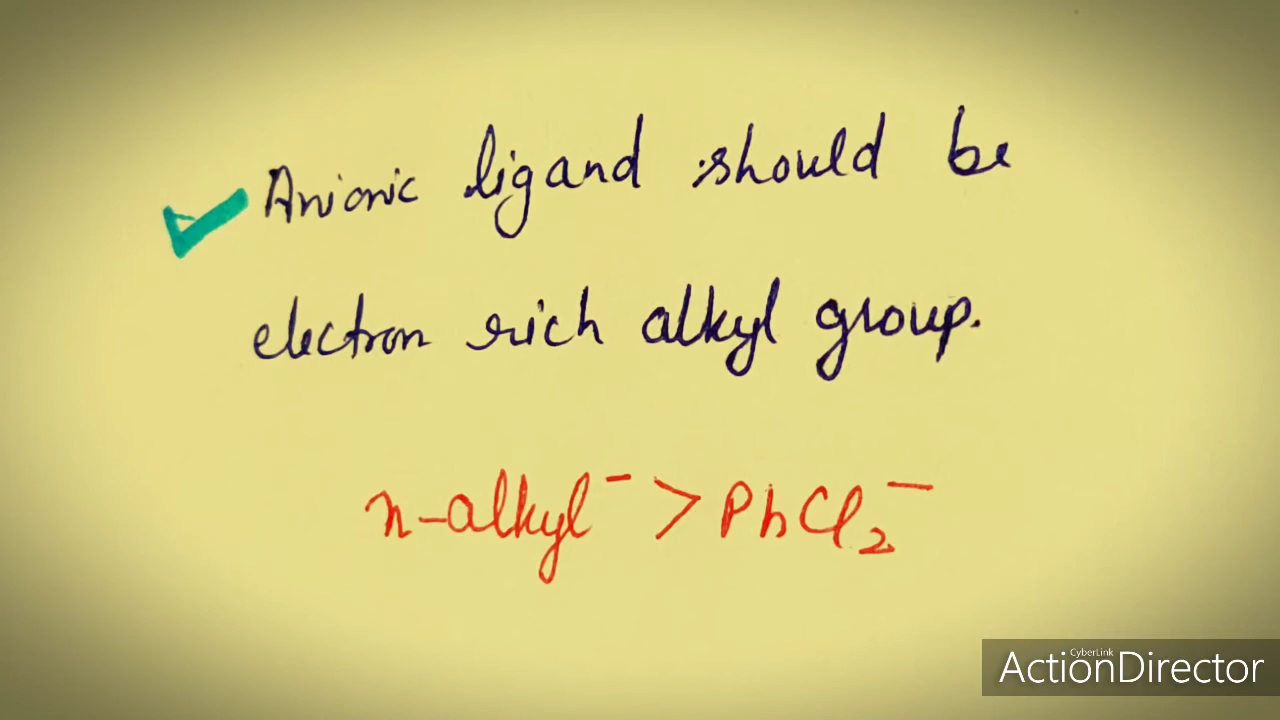 Anionic ligand should be
electron rich alkyl group.
n-alkyl⁻ > PhCl₂⁻
CyberLink
ActionDirector